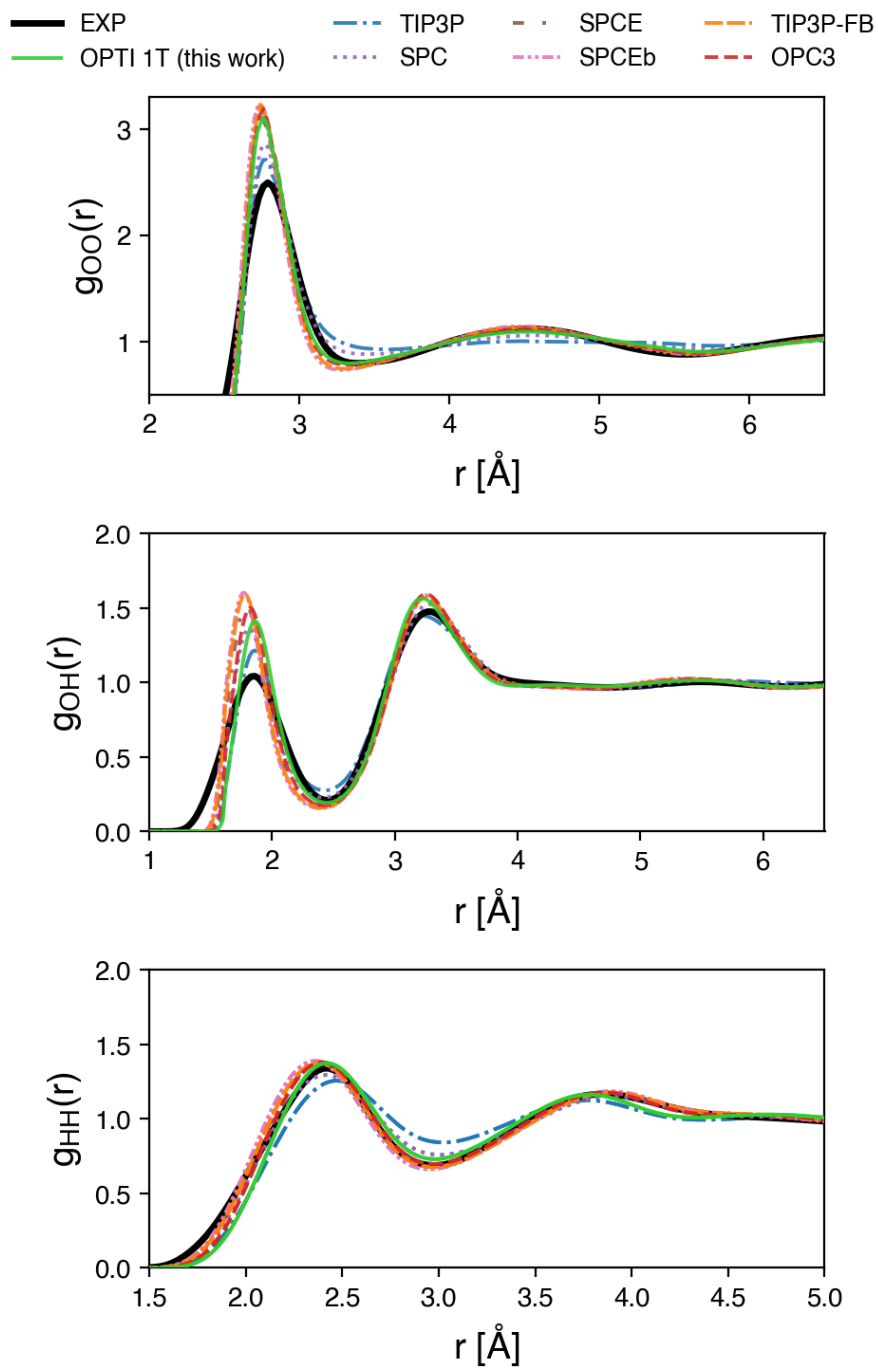 EXP TIP3P SPCE TIP3P-FB
OPTI 1T (this work) SPC SPCEb OPC3
3
2
1
gOO(r)
2 3 4 5 6
r [Å]
2.0
1.5
1.0
0.5
0.0
gOH(r)
1 2 3 4 5 6
r [Å]
2.0
1.5
1.0
0.5
0.0
gHH(r)
1.5 2.0 2.5 3.0 3.5 4.0 4.5 5.0
r [Å]